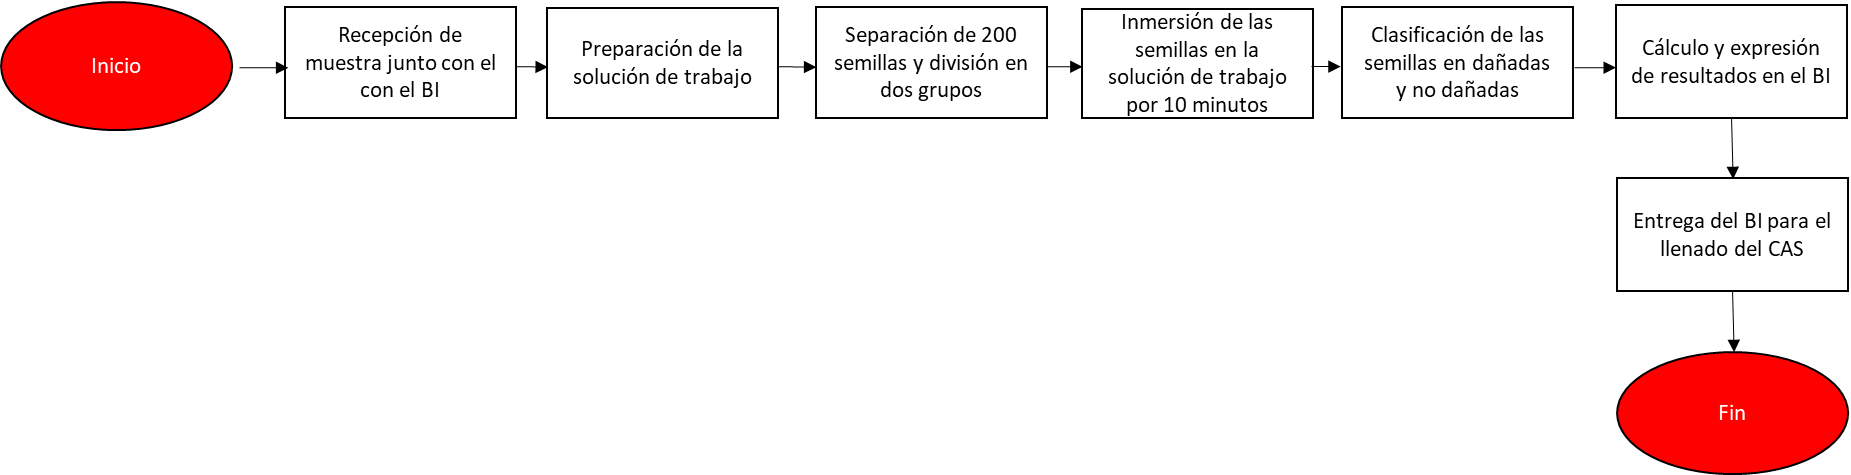 Inicio
Recepción de
muestra junto con el
con el BI
Preparación de la
solución de trabajo
Separación de 200
semillas y división en
dos grupos
Inmersión de las
semillas en la
solución de trabajo
por 10 minutos
Clasificación de las
semillas en dañadas
y no dañadas
Cálculo y expresión
de resultados en el BI
Entrega del BI para el
llenado del CAS
Fin